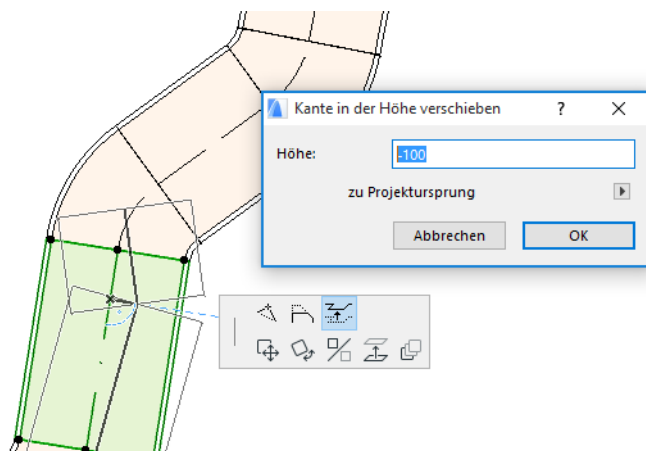 Kante in der Höhe verschieben ? X
Höhe: -100
zu Projektursprung
Abbrechen OK